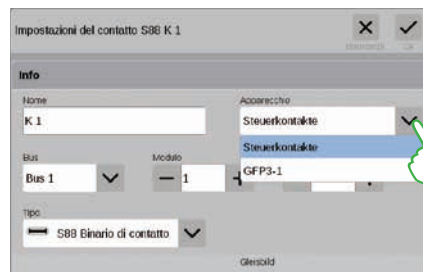 Impostazioni del contatto S88 K 1
Info
Nome
Apparecchio
K 1
Steuerkontakte
Steuerkontakte
GFP3-1
Bus
Modulo
Bus 1
1
Tipo
S88 Binario di contatto
Gleisbild